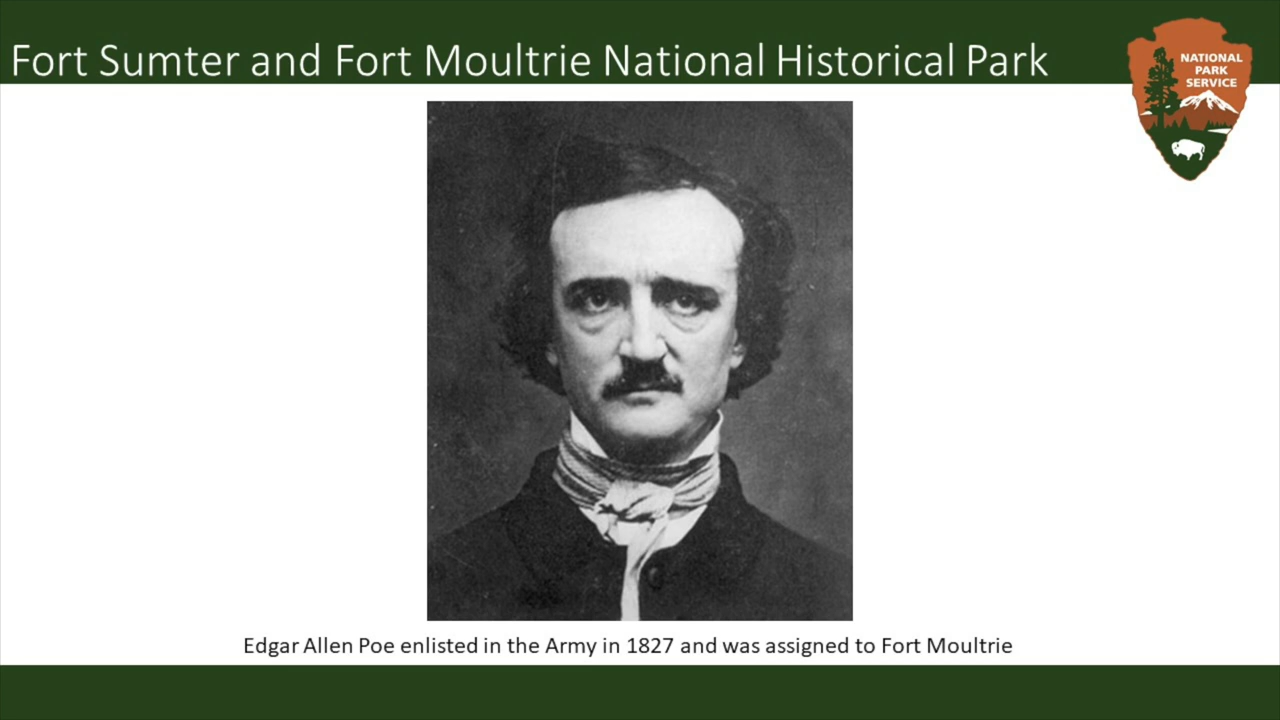 Fort Sumter and Fort Moultrie National Historical Park
NATIONAL
PARK
SERVICE
Edgar Allen Poe enlisted in the Army in 1827 and was assigned to Fort Moultrie